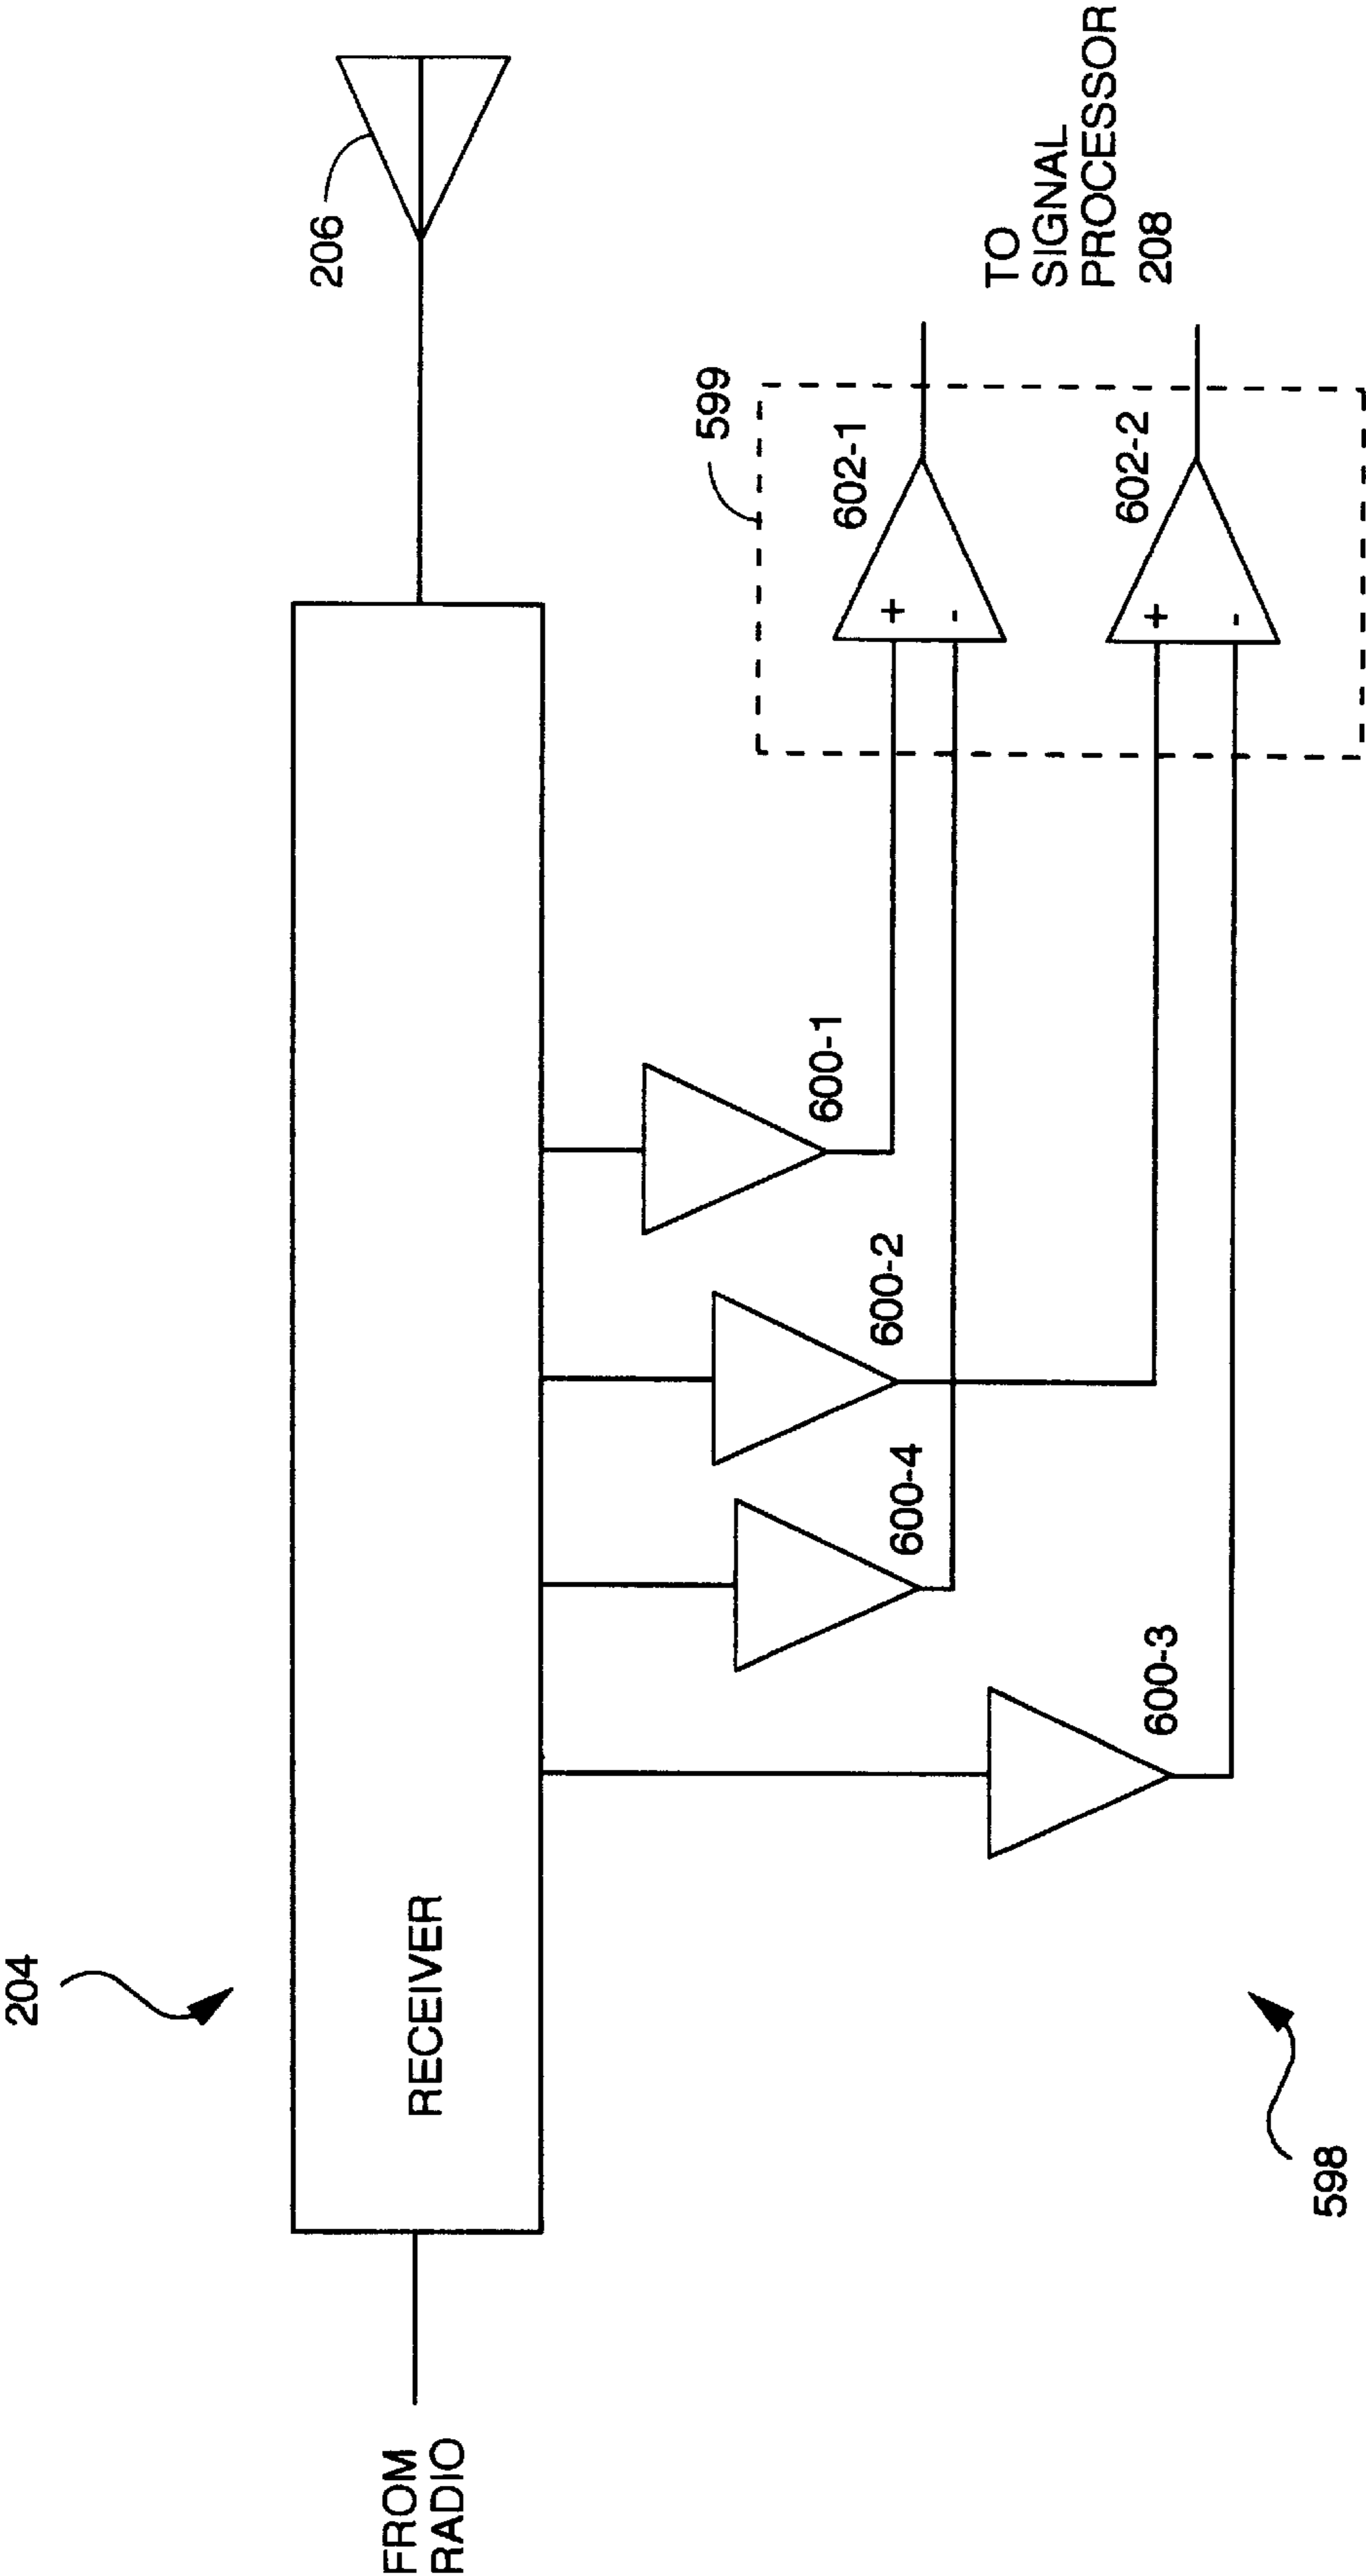 204
206
FROM
RADIO
RECEIVER
599
600-1
600-2
600-4
600-3
602-1
+
-
602-2
+
-
TO
SIGNAL
PROCESSOR
208
598